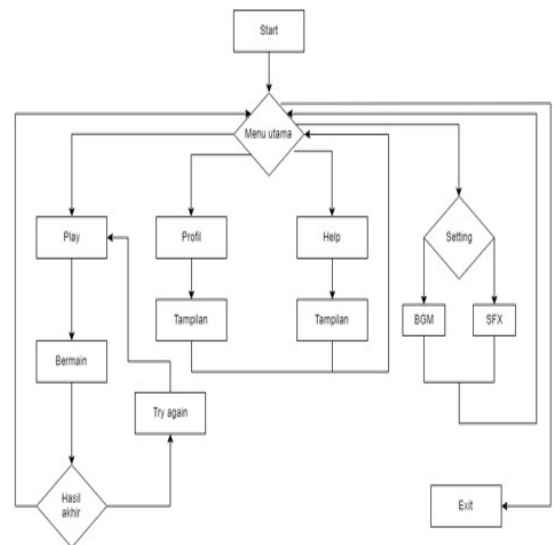 Start
Menu utama
Play
Profil
Help
Setting
Tampilan
Tampilan
BGM
SFX
Bermain
Try again
Hasil
akhir
Exit